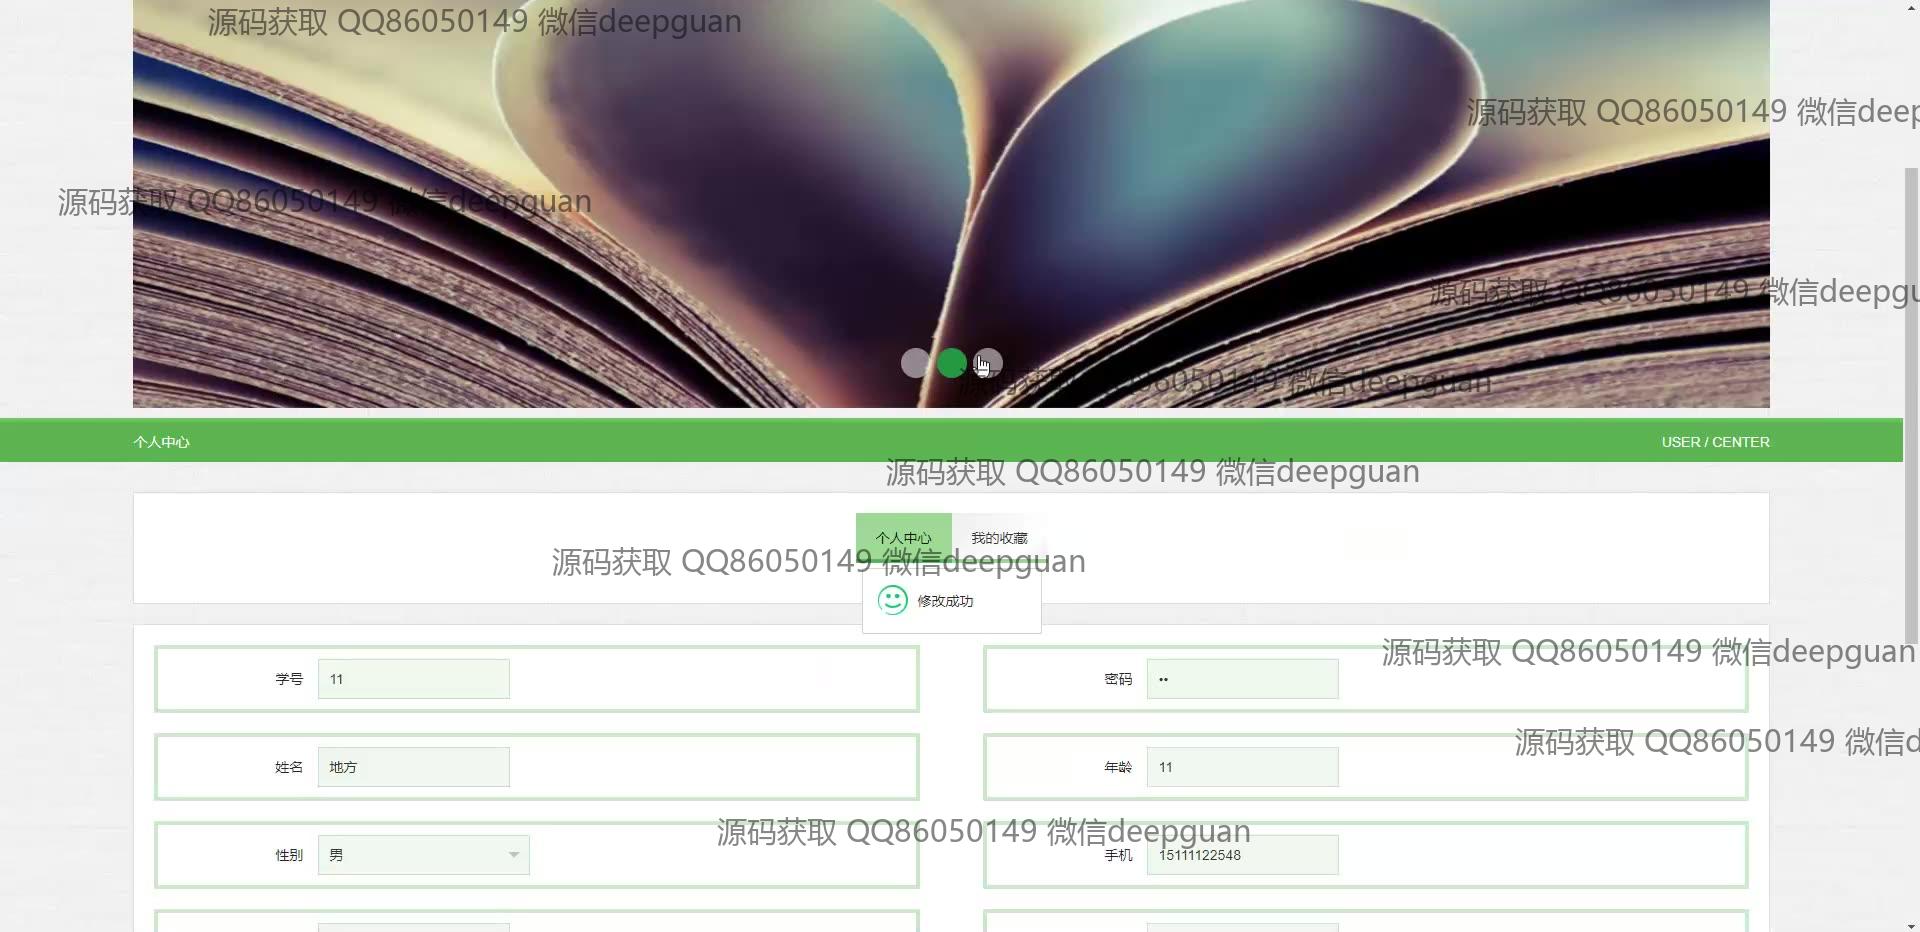 源码获取 QQ86050149 微信deepguan
源码获取 QQ86050149 微信deep
源码获取 QQ86050149 微信deepguan
源码获取 QQ86050149 微信deepgu
源码获取 QQ86050149 微信deepguan
个人中心 USER / CENTER
源码获取 QQ86050149 微信deepguan
个人中心 我的收藏
源码获取 QQ86050149 微信deepguan
修改成功
源码获取 QQ86050149 微信deepguan
学号 11 密码 ••
源码获取 QQ86050149 微信d
姓名 地方 年龄 11
源码获取 QQ86050149 微信deepguan
性别 男 手机 15111122548